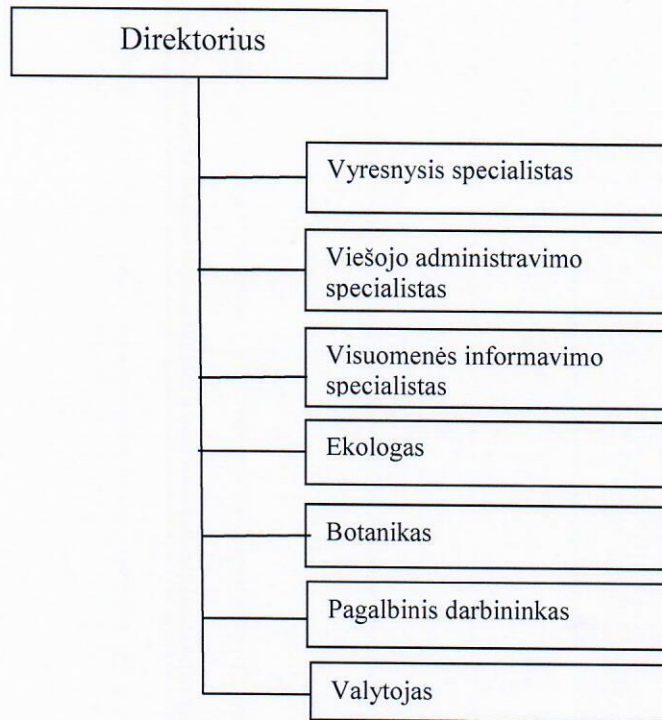 Direktorius
Vyresnysis specialistas
Viešojo administravimo
specialistas
Visuomenės informavimo
specialistas
Ekologas
Botanikas
Pagalbinis darbininkas
Valytojas